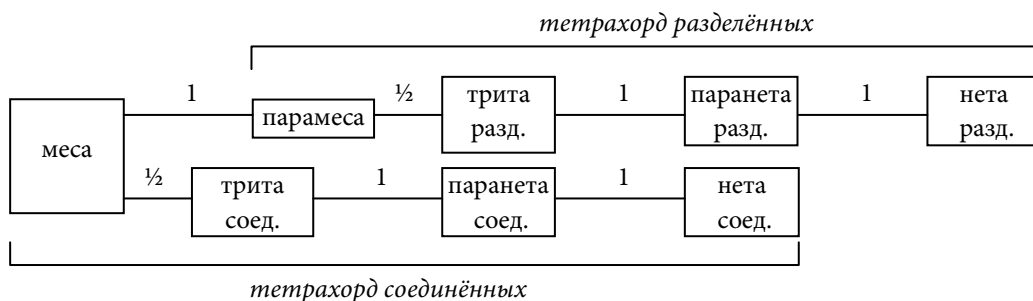 тетрахорд разделённых
1 ½ 1 1
меса
парамеса
трита
разд.
паранета
разд.
нета
разд.
½ 1 1
трита
соед.
паранета
соед.
нета
соед.
тетрахорд соединённых